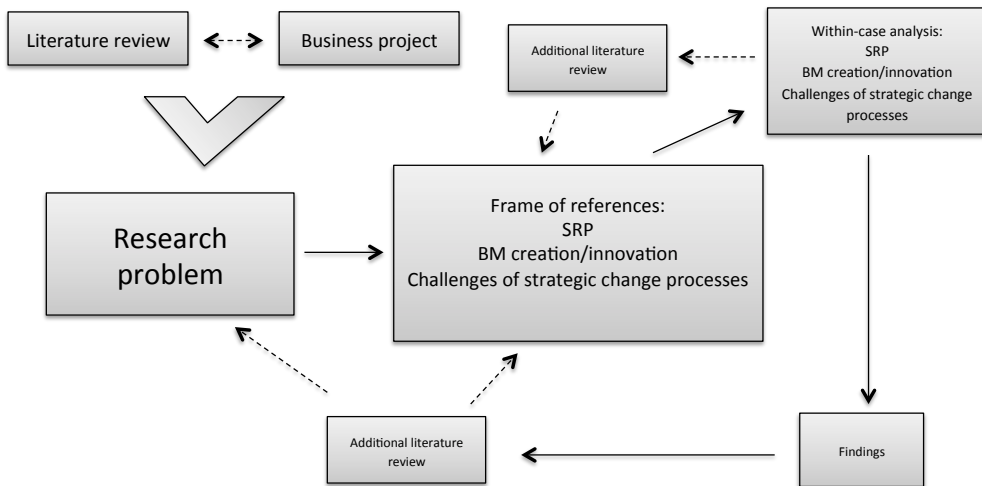 Literature review
Business project
Additional literature
review
Within-case analysis:
SRP
BM creation/innovation
Challenges of strategic change
processes
Research
problem
Frame of references:
SRP
BM creation/innovation
Challenges of strategic change processes
Additional literature
review
Findings